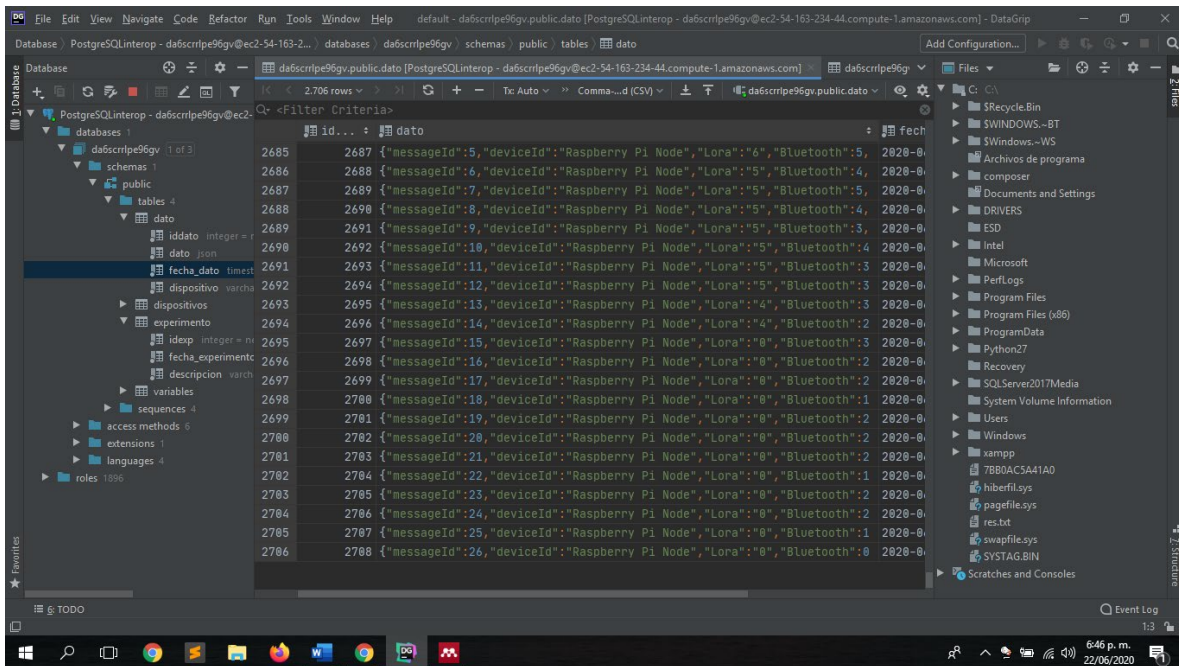 File Edit View Navigate Code Refactor Run Tools Window Help default - da6scrrlpe96gv.public.dato [PostgreSQLinterop - da6scrrlpe96gv@ec2-54-163-234-44.compute-1.amazonaws.com] - DataGrip
Database PostgreSQLinterop - da6scrrlpe96gv@ec2-54-163-2... databases da6scrrlpe96gv schemas public tables dato Add Configuration...
Database
da6scrrlpe96gv.public.dato [PostgreSQLinterop - da6scrrlpe96gv@ec2-54-163-234-44.compute-1.amazonaws.com] da6scrrlpe96g
Files
2.706 rows Tx: Auto Comma-...d (CSV) da6scrrlpe96gv.public.dato
<Filter Criteria>
id... dato fech
PostgreSQLinterop - da6scrrlpe96gv@ec2-
databases 1
da6scrrlpe96gv 1 of 3
schemas 1
public
tables 4
dato
iddato integer = n
dato json
fecha_dato timest
dispositivo varcha
dispositivos
experimento
idexp integer = n
fecha_experimento
descripcion varch
variables
sequences 4
access methods 6
extensions 1
languages 4
roles 1896
2685 2687 {"messageId":5,"deviceId":"Raspberry Pi Node","Lora":"6","Bluetooth":5, 2020-0
2686 2688 {"messageId":6,"deviceId":"Raspberry Pi Node","Lora":"5","Bluetooth":4, 2020-0
2687 2689 {"messageId":7,"deviceId":"Raspberry Pi Node","Lora":"5","Bluetooth":5, 2020-0
2688 2690 {"messageId":8,"deviceId":"Raspberry Pi Node","Lora":"5","Bluetooth":4, 2020-0
2689 2691 {"messageId":9,"deviceId":"Raspberry Pi Node","Lora":"5","Bluetooth":3, 2020-0
2690 2692 {"messageId":10,"deviceId":"Raspberry Pi Node","Lora":"5","Bluetooth":4 2020-0
2691 2693 {"messageId":11,"deviceId":"Raspberry Pi Node","Lora":"5","Bluetooth":3 2020-0
2692 2694 {"messageId":12,"deviceId":"Raspberry Pi Node","Lora":"5","Bluetooth":3 2020-0
2693 2695 {"messageId":13,"deviceId":"Raspberry Pi Node","Lora":"4","Bluetooth":3 2020-0
2694 2696 {"messageId":14,"deviceId":"Raspberry Pi Node","Lora":"4","Bluetooth":2 2020-0
2695 2697 {"messageId":15,"deviceId":"Raspberry Pi Node","Lora":"0","Bluetooth":3 2020-0
2696 2698 {"messageId":16,"deviceId":"Raspberry Pi Node","Lora":"0","Bluetooth":2 2020-0
2697 2699 {"messageId":17,"deviceId":"Raspberry Pi Node","Lora":"0","Bluetooth":2 2020-0
2698 2700 {"messageId":18,"deviceId":"Raspberry Pi Node","Lora":"0","Bluetooth":1 2020-0
2699 2701 {"messageId":19,"deviceId":"Raspberry Pi Node","Lora":"0","Bluetooth":2 2020-0
2700 2702 {"messageId":20,"deviceId":"Raspberry Pi Node","Lora":"0","Bluetooth":2 2020-0
2701 2703 {"messageId":21,"deviceId":"Raspberry Pi Node","Lora":"0","Bluetooth":2 2020-0
2702 2704 {"messageId":22,"deviceId":"Raspberry Pi Node","Lora":"0","Bluetooth":1 2020-0
2703 2705 {"messageId":23,"deviceId":"Raspberry Pi Node","Lora":"0","Bluetooth":2 2020-0
2704 2706 {"messageId":24,"deviceId":"Raspberry Pi Node","Lora":"0","Bluetooth":2 2020-0
2705 2707 {"messageId":25,"deviceId":"Raspberry Pi Node","Lora":"0","Bluetooth":1 2020-0
2706 2708 {"messageId":26,"deviceId":"Raspberry Pi Node","Lora":"0","Bluetooth":0 2020-0
C: C:\
$Recycle.Bin
$WINDOWS.~BT
$Windows.~WS
Archivos de programa
composer
Documents and Settings
DRIVERS
ESD
Intel
Microsoft
PerfLogs
Program Files
Program Files (x86)
ProgramData
Python27
Recovery
SQLServer2017Media
System Volume Information
Users
Windows
xampp
7BB0AC5A41A0
hiberfil.sys
pagefile.sys
res.txt
swapfile.sys
SYSTAG.BIN
Scratches and Consoles
1: Database
Favorites
2: Files
7: Structure
6: TODO
Event Log
1:3
6:46 p. m.
22/06/2020